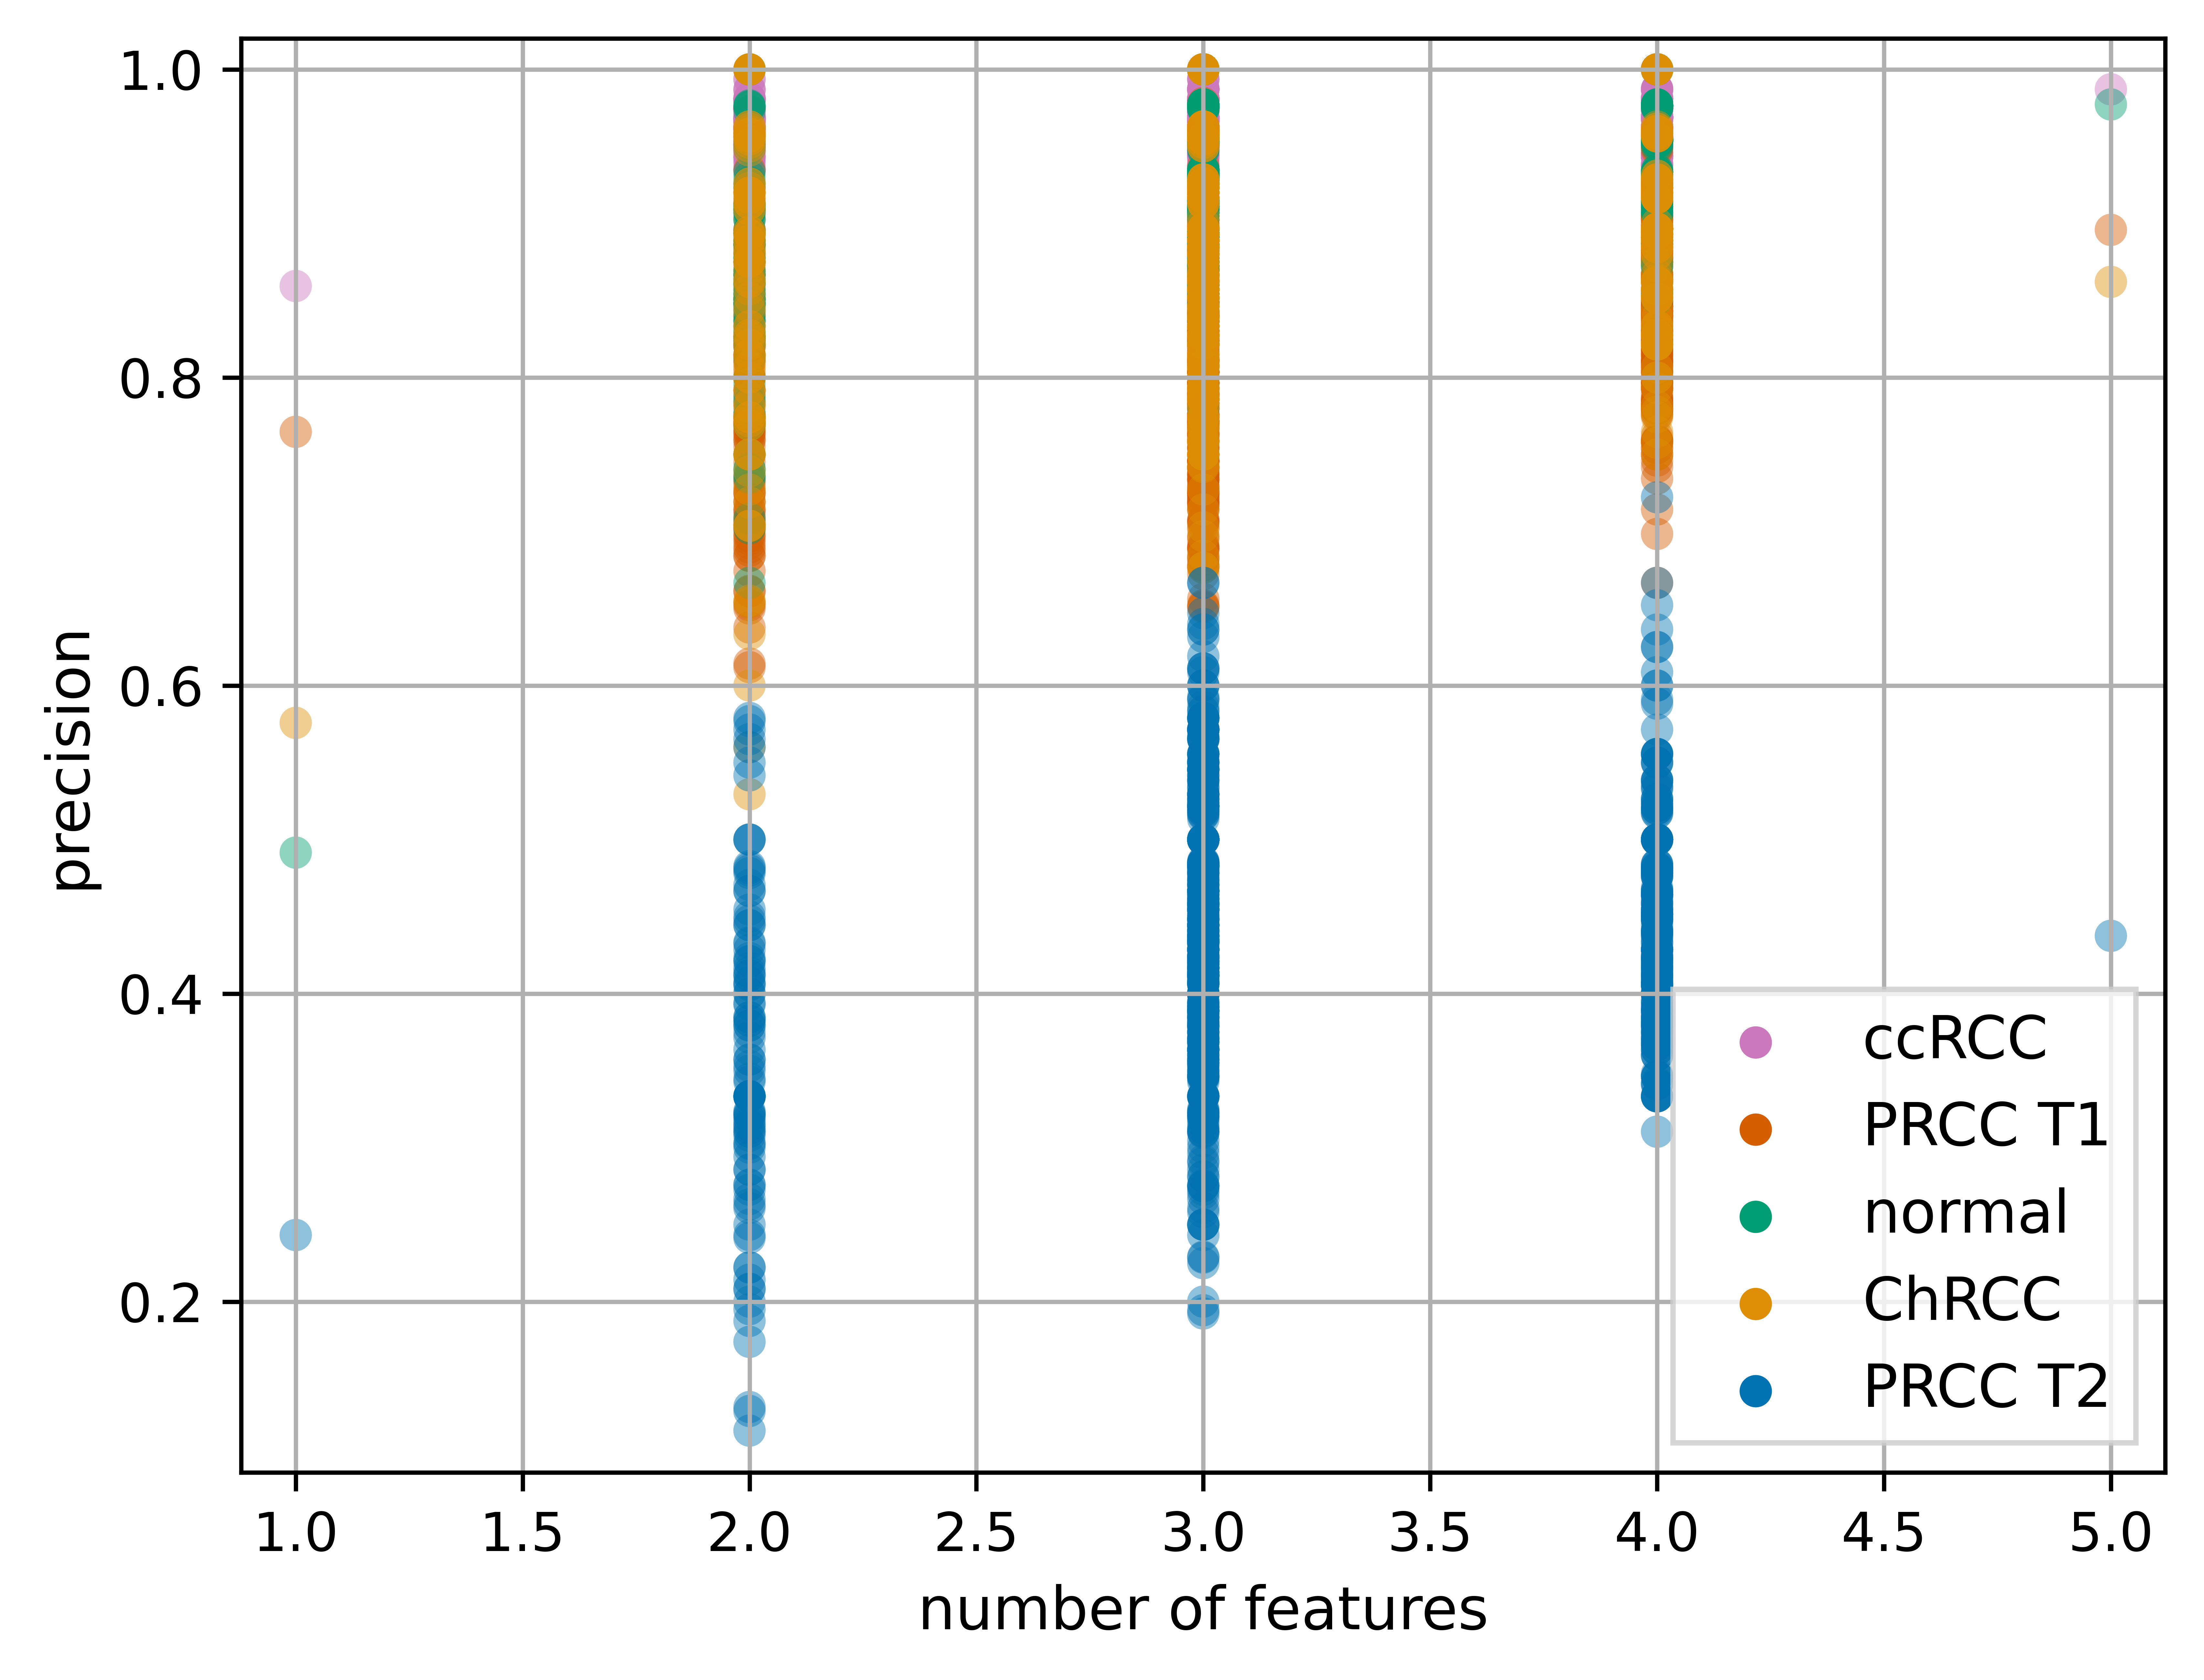 1.0
0.8
0.6
0.4
0.2
precision
ccRCC
PRCC T1
normal
ChRCC
PRCC T2
1.0 1.5 2.0 2.5 3.0 3.5 4.0 4.5 5.0
number of features